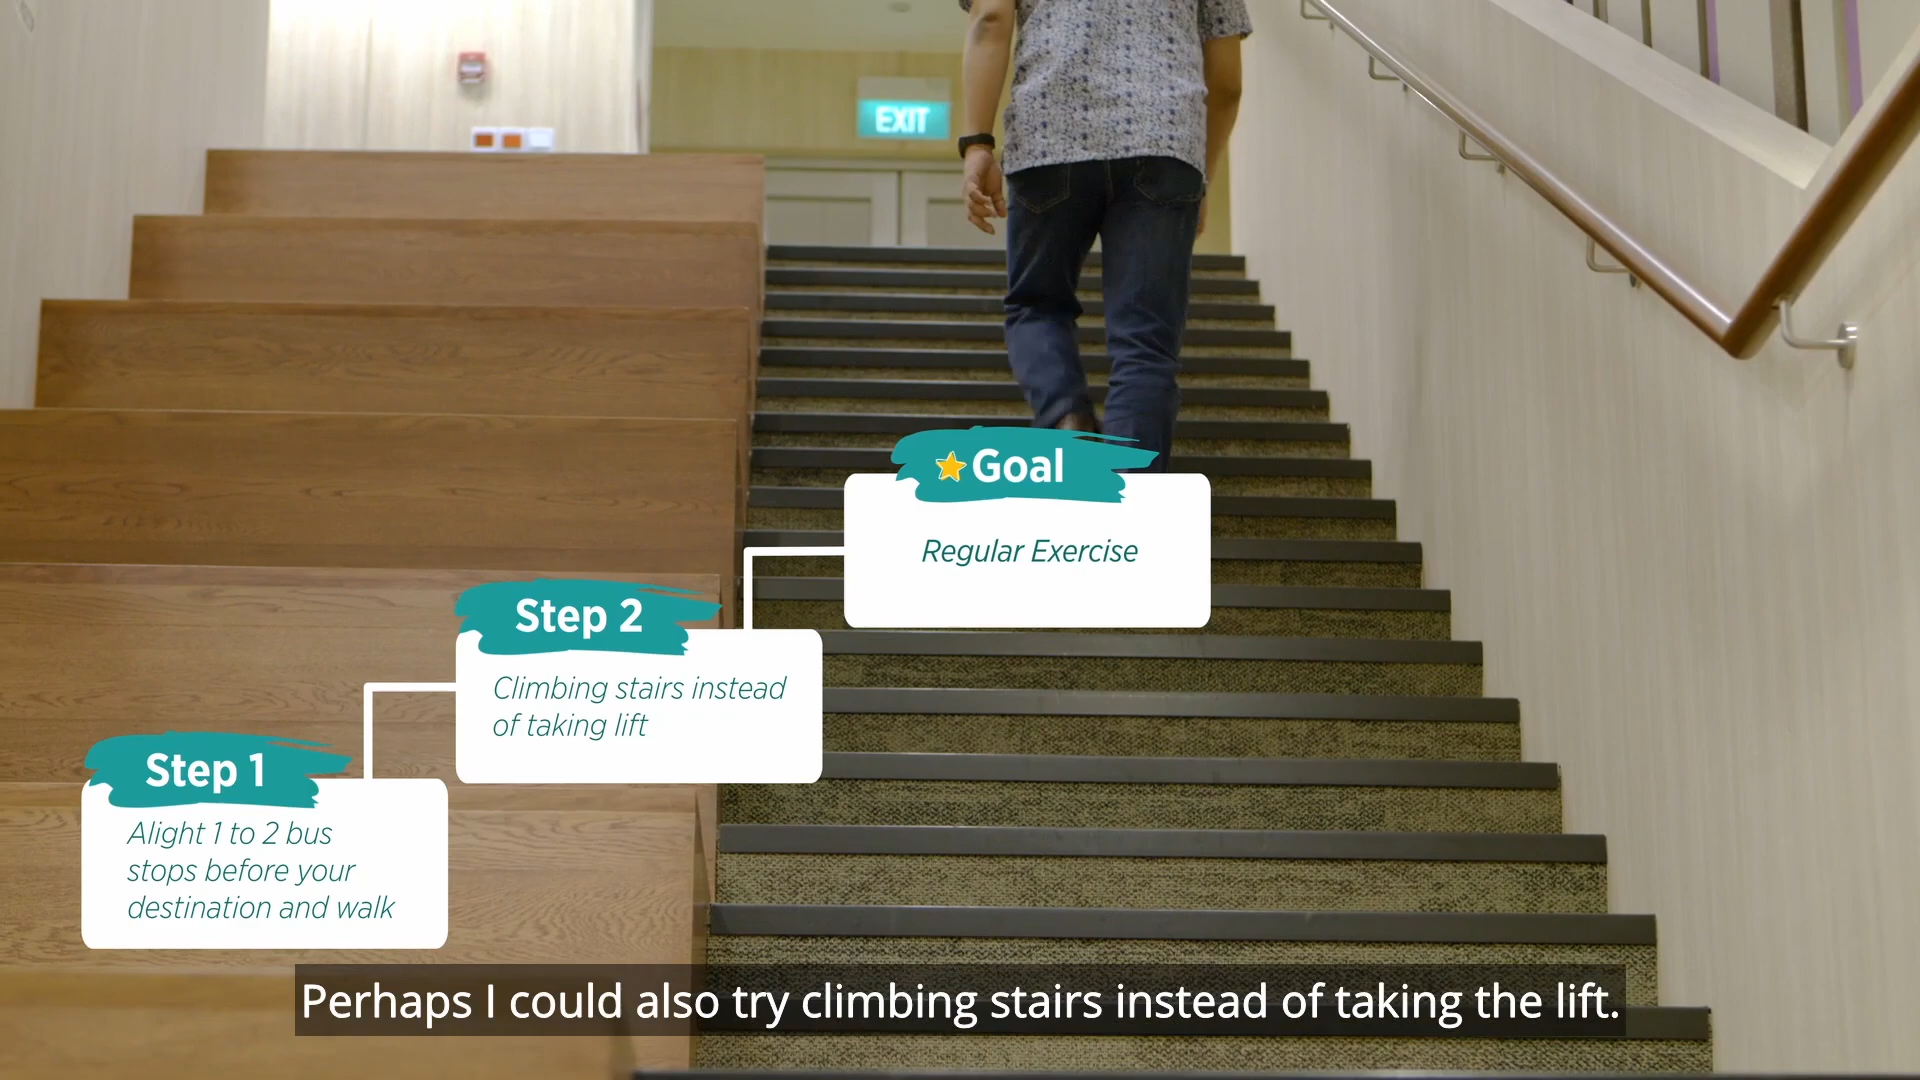 EXIT
Goal
Regular Exercise
Step 2
Climbing stairs instead
of taking lift
Step 1
Alight 1 to 2 bus
stops before your
destination and walk
Perhaps I could also try climbing stairs instead of taking the lift.